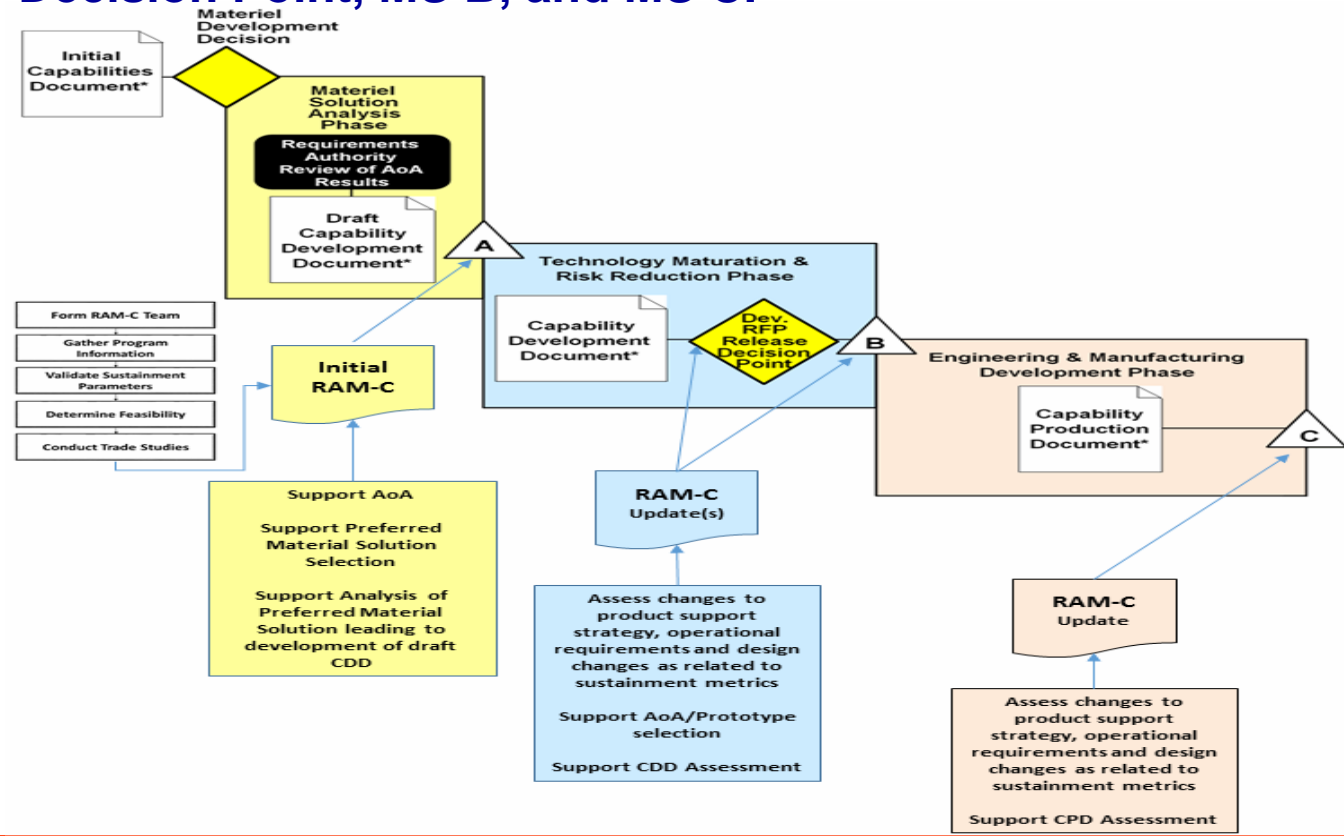 Decision Point, MS B, and MS C.
Materiel
Development
Decision
Initial
Capabilities
Document*
Materiel
Solution
Analysis
Phase
Requirements
Authority
Review of AoA
Results
Draft
Capability
Development
Document*
A
Technology Maturation &
Risk Reduction Phase
Capability
Development
Document*
Dev.
RFP
Release
Decision
Point
B
Engineering & Manufacturing
Development Phase
Capability
Production
Document*
C
Form RAM-C Team
Gather Program
Information
Validate Sustainment
Parameters
Determine Feasibility
Conduct Trade Studies
Initial
RAM-C
Support AoA
Support Preferred
Material Solution
Selection
Support Analysis of
Preferred Material
Solution leading to
development of draft
CDD
RAM-C
Update(s)
Assess changes to
product support
strategy, operational
requirements and design
changes as related to
sustainment metrics
Support AoA/Prototype
selection
Support CDD Assessment
RAM-C
Update
Assess changes to
product support
strategy, operational
requirements and design
changes as related to
sustainment metrics
Support CPD Assessment